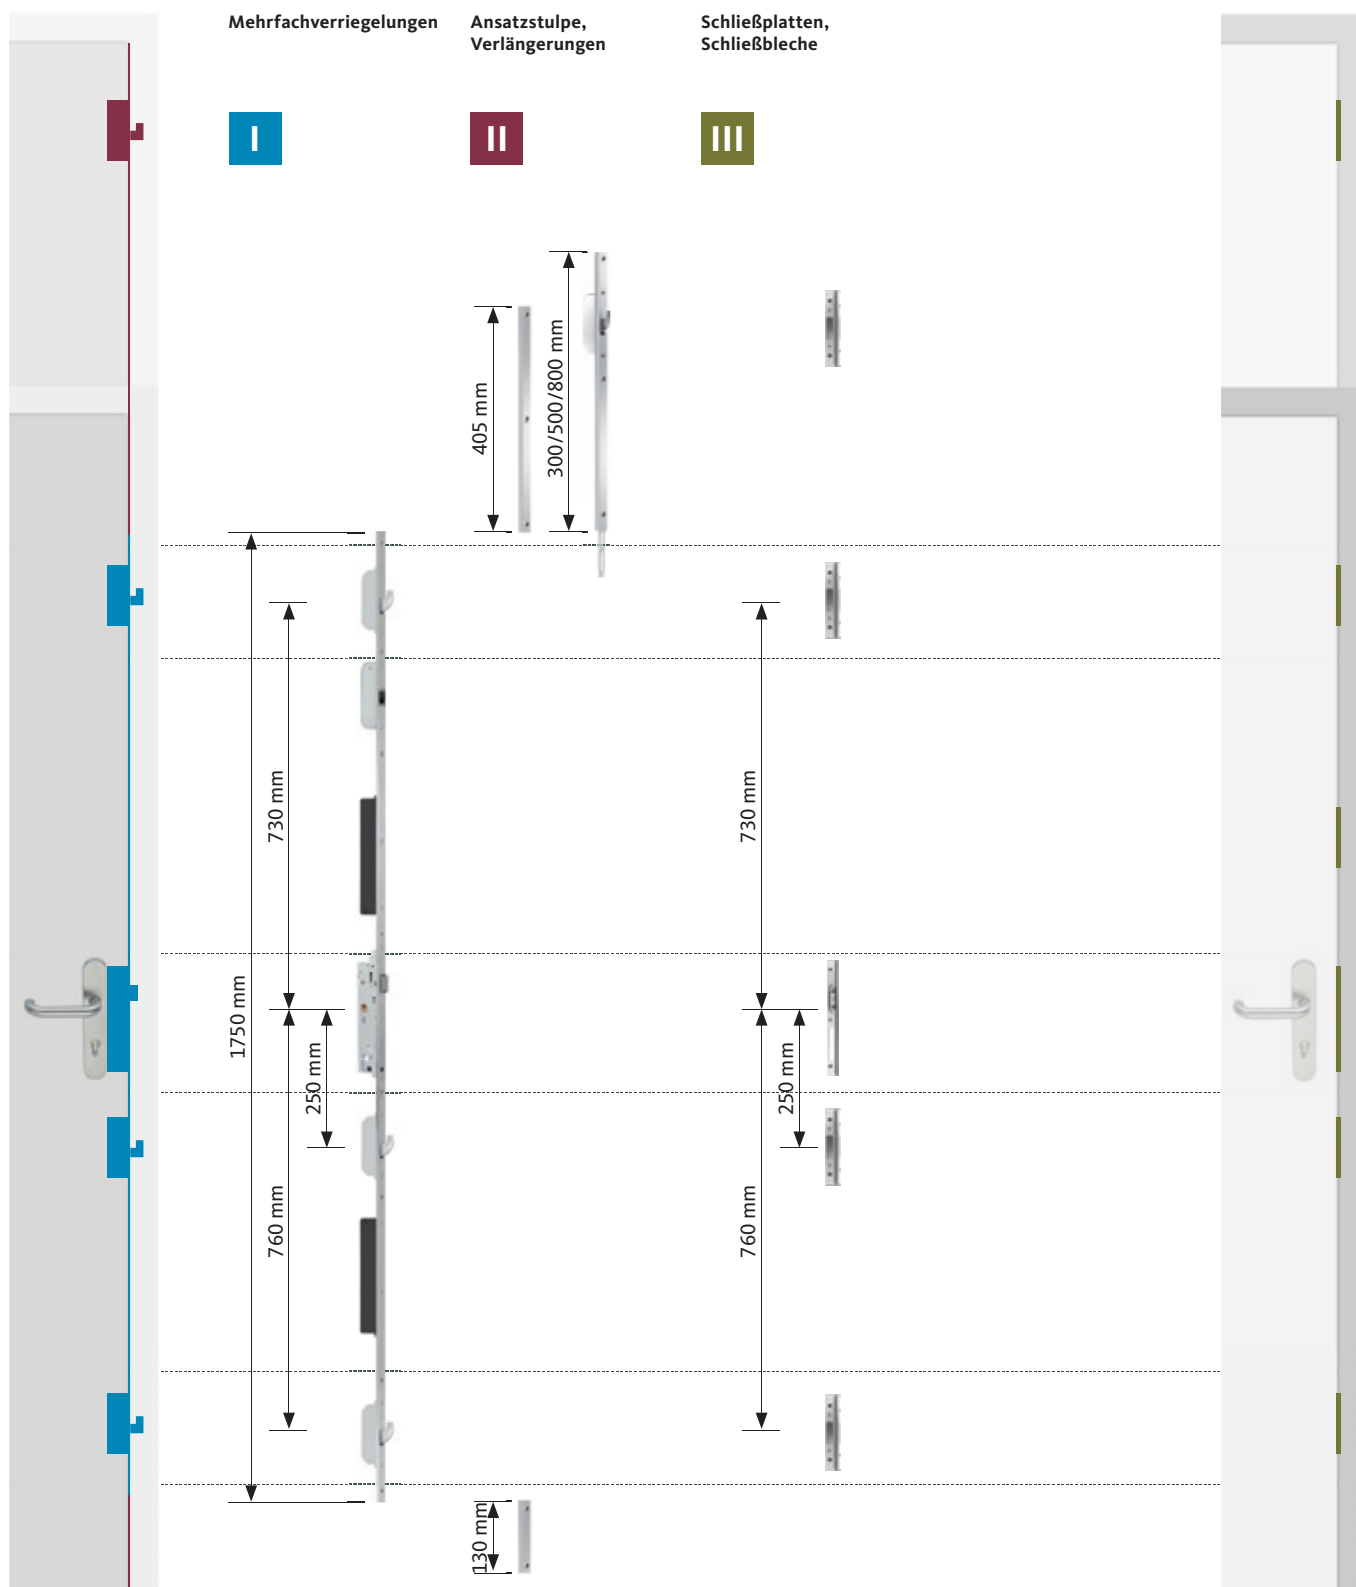 Mehrfachverriegelungen
Ansatzstulpe,
Verlängerungen
Schließplatten,
Schließbleche
I
II
III
405 mm
300/500/800 mm
1750 mm
730 mm
760 mm
250 mm
730 mm
760 mm
250 mm
130 mm